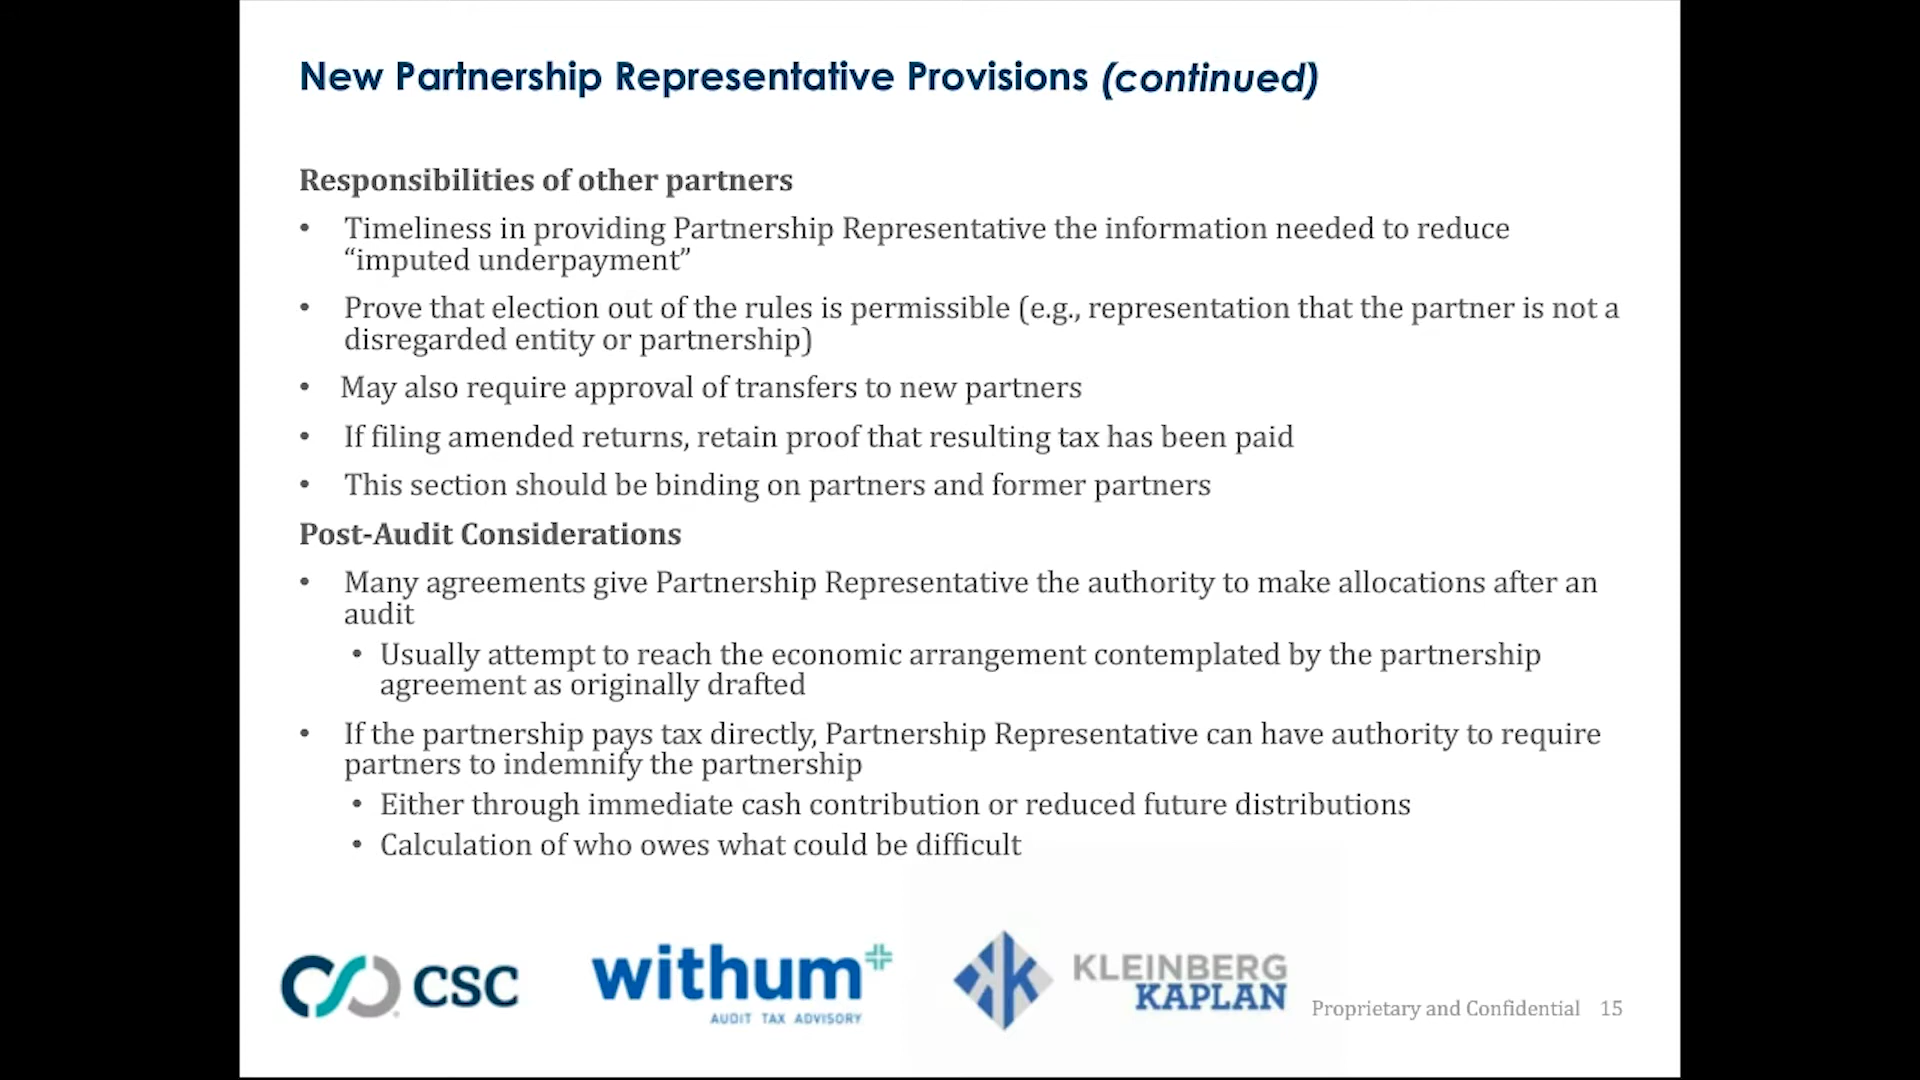 New Partnership Representative Provisions (continued)
Responsibilities of other partners
• Timeliness in providing Partnership Representative the information needed to reduce
“imputed underpayment”
• Prove that election out of the rules is permissible (e.g., representation that the partner is not a
disregarded entity or partnership)
• May also require approval of transfers to new partners
• If filing amended returns, retain proof that resulting tax has been paid
• This section should be binding on partners and former partners
Post-Audit Considerations
• Many agreements give Partnership Representative the authority to make allocations after an
audit
• Usually attempt to reach the economic arrangement contemplated by the partnership
agreement as originally drafted
• If the partnership pays tax directly, Partnership Representative can have authority to require
partners to indemnify the partnership
• Either through immediate cash contribution or reduced future distributions
• Calculation of who owes what could be difficult
CSC
withum+
AUDIT TAX ADVISORY
KLEINBERG
KAPLAN
Proprietary and Confidential 15